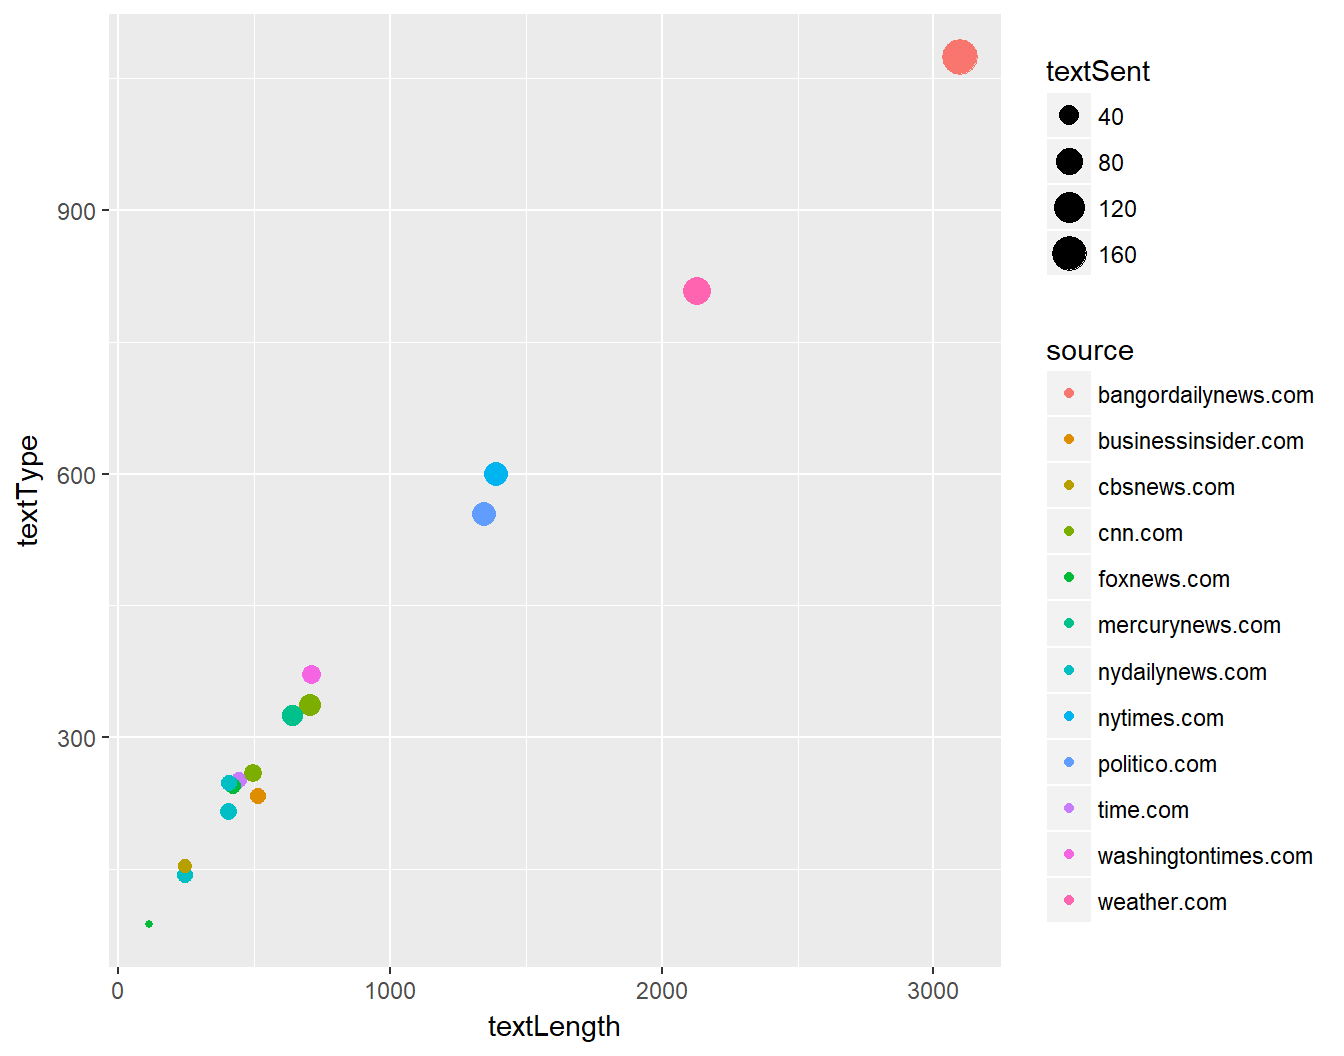 textType
900
600
300
0
1000
2000
3000
textLength
textSent
40
80
120
160
source
bangordailynews.com
businessinsider.com
cbsnews.com
cnn.com
foxnews.com
mercurynews.com
nydailynews.com
nytimes.com
politico.com
time.com
washingtontimes.com
weather.com